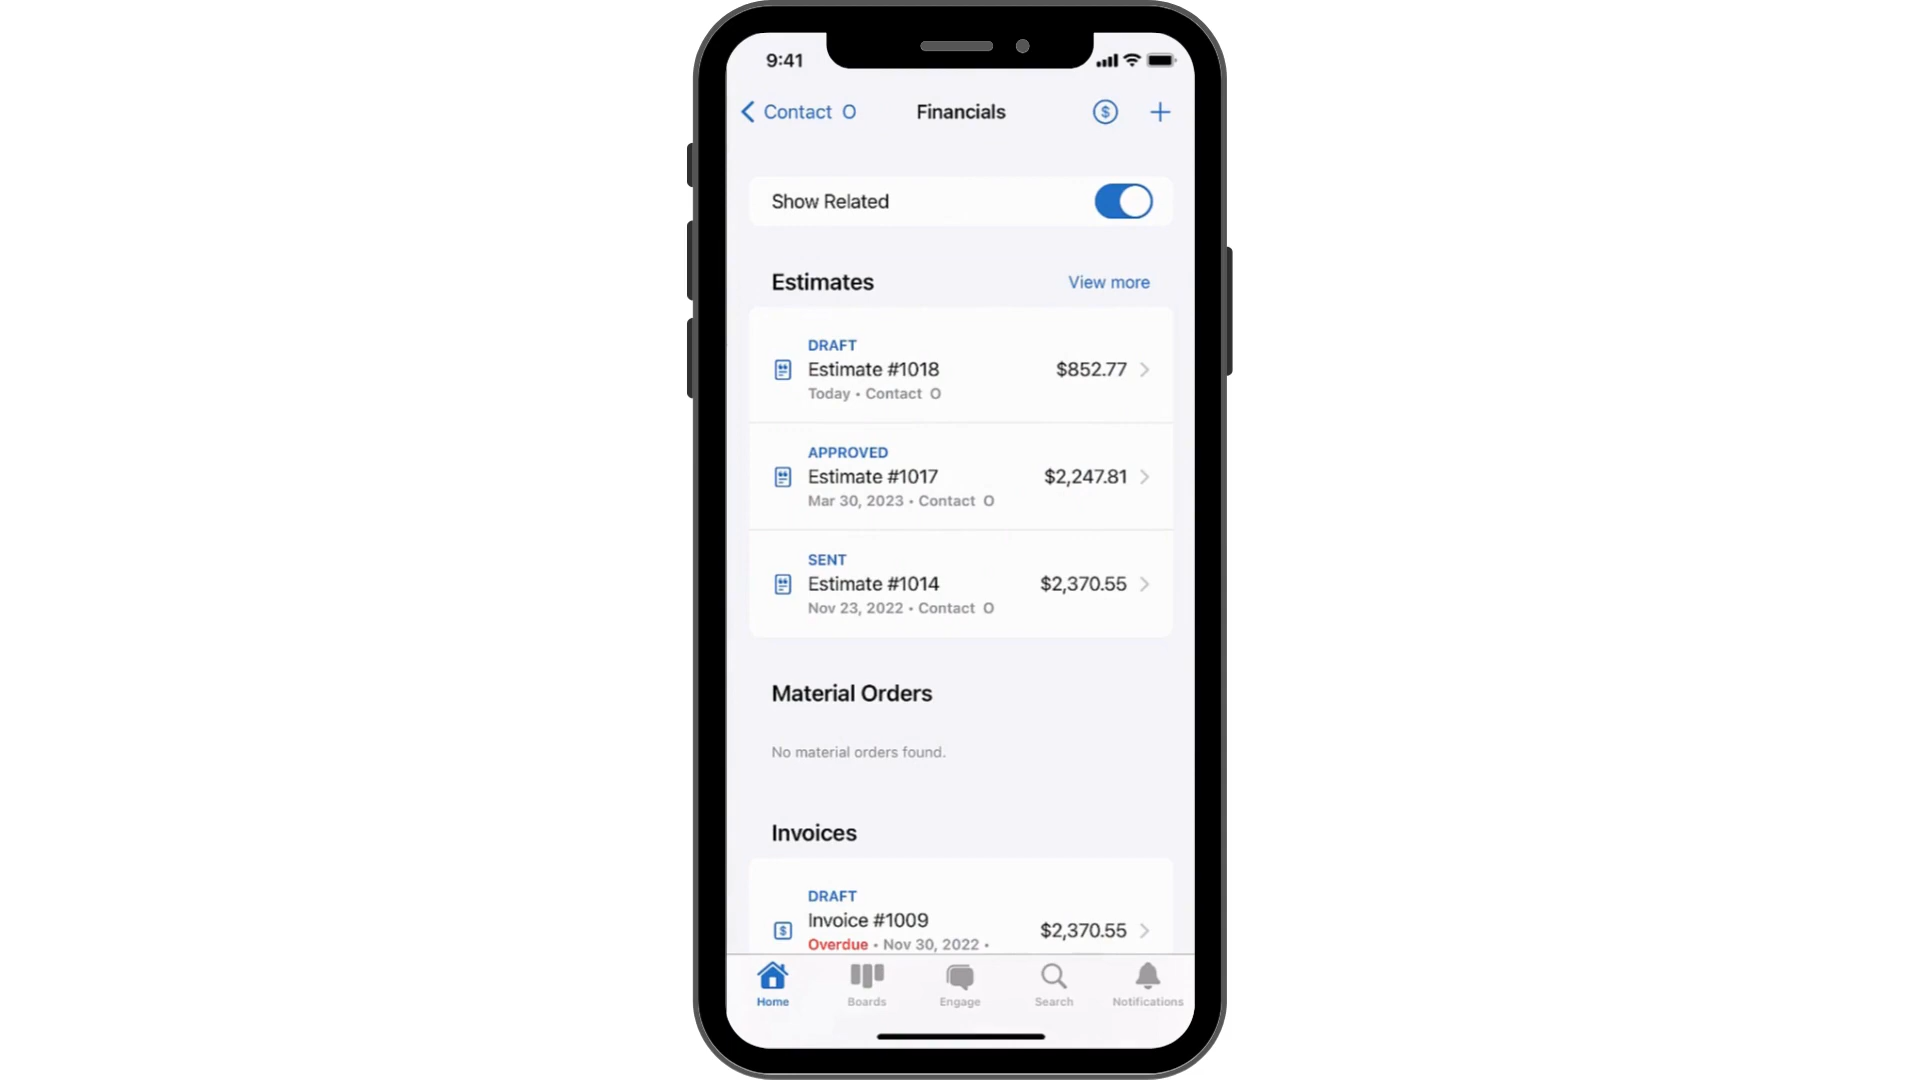 9:41
Contact O
Financials
Show Related
Estimates
View more
DRAFT
Estimate #1018
$852.77
Today • Contact O
APPROVED
Estimate #1017
$2,247.81
Mar 30, 2023 • Contact O
SENT
Estimate #1014
$2,370.55
Nov 23, 2022 • Contact O
Material Orders
No material orders found.
Invoices
DRAFT
Invoice #1009
$2,370.55
Overdue • Nov 30, 2022 •
Home
Boards
Engage
Search
Notifications